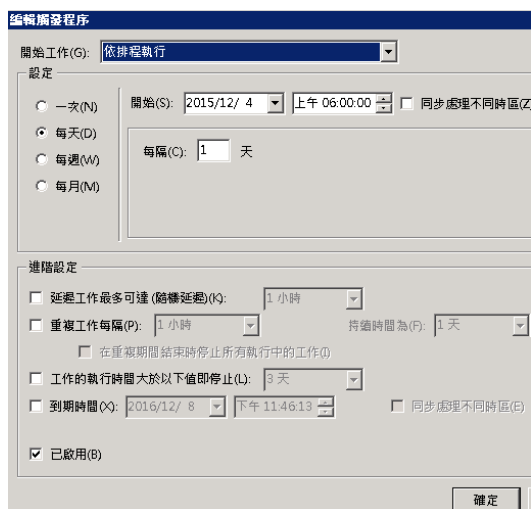 編輯觸發程序
開始工作(G): 依排程執行
設定
一次(N)
每天(D)
每週(W)
每月(M)
開始(S): 2015/12/ 4 上午 06:00:00 同步處理不同時區(Z
每隔(C): 1 天
進階設定
延遲工作最多可達 (隨機延遲)(K): 1 小時
重複工作每隔(P): 1 小時 持續時間為(F): 1 天
在重複期間結束時停止所有執行中的工作(I)
工作的執行時間大於以下值即停止(L): 3 天
到期時間(X): 2016/12/ 8 下午 11:46:13 同步處理不同時區(E)
已啟用(B)
確定